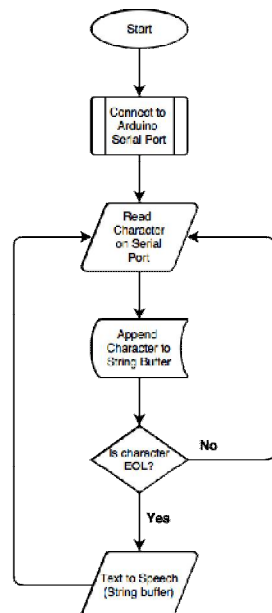 Start
Connect to
Arduino
Serial Port
Read
Character
on Serial
Port
Append
Character to
String Buffer
Is character
EOL?
No
Yes
Text to Speech
(String buffer)